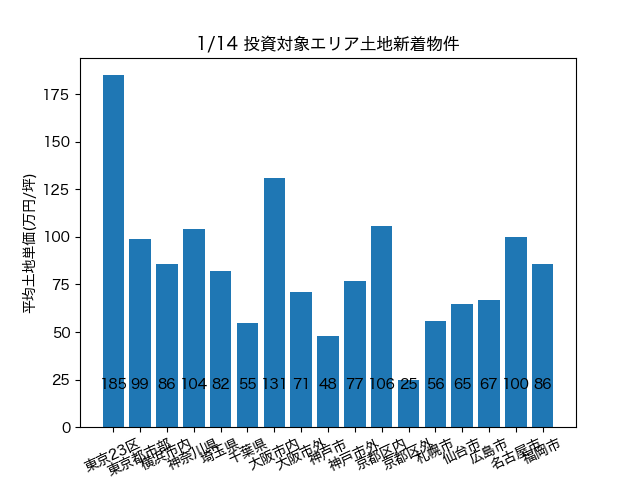 1/14 投資対象エリア土地新着物件
平均土地単価(万円/坪)
175
150
125
100
75
50
25
0
185 99 86 104 82 55 131 71 48 77 106 25 56 65 67 100 86
東京23区
東京都市部
横浜市内
神奈川県
埼玉県
千葉県
大阪市内
大阪市外
神戸市
神戸市外
京都区内
京都区外
札幌市
仙台市
広島市
名古屋市
福岡市